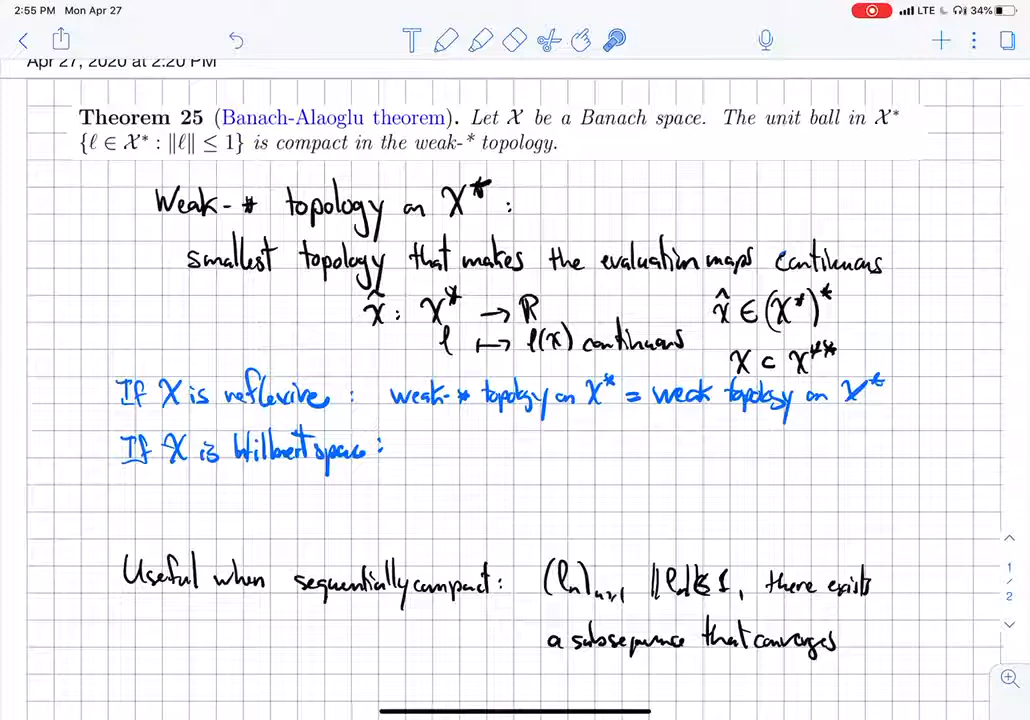 2:55 PM Mon Apr 27
LTE 34%
Apr 27, 2020 at 2:20 PM
Theorem 25 (Banach-Alaoglu theorem). Let X be a Banach space. The unit ball in X*
{ℓ ∈ X* : ‖ℓ‖ ≤ 1} is compact in the weak-* topology.
Weak-* topology on X* :
smallest topology that makes the evaluation maps continuous
x̂ : X* → ℝ x̂ ∈ (X*)*
ℓ ↦ ℓ(x) continuous X ⊂ X**
If X is reflexive : weak-* topology on X* = weak topology on X*
If X is Hilbert space :
Useful when sequentially compact : (ℓn)n≥1 ‖ℓn‖≤1, there exists
a subsequence that converges
1
/
2